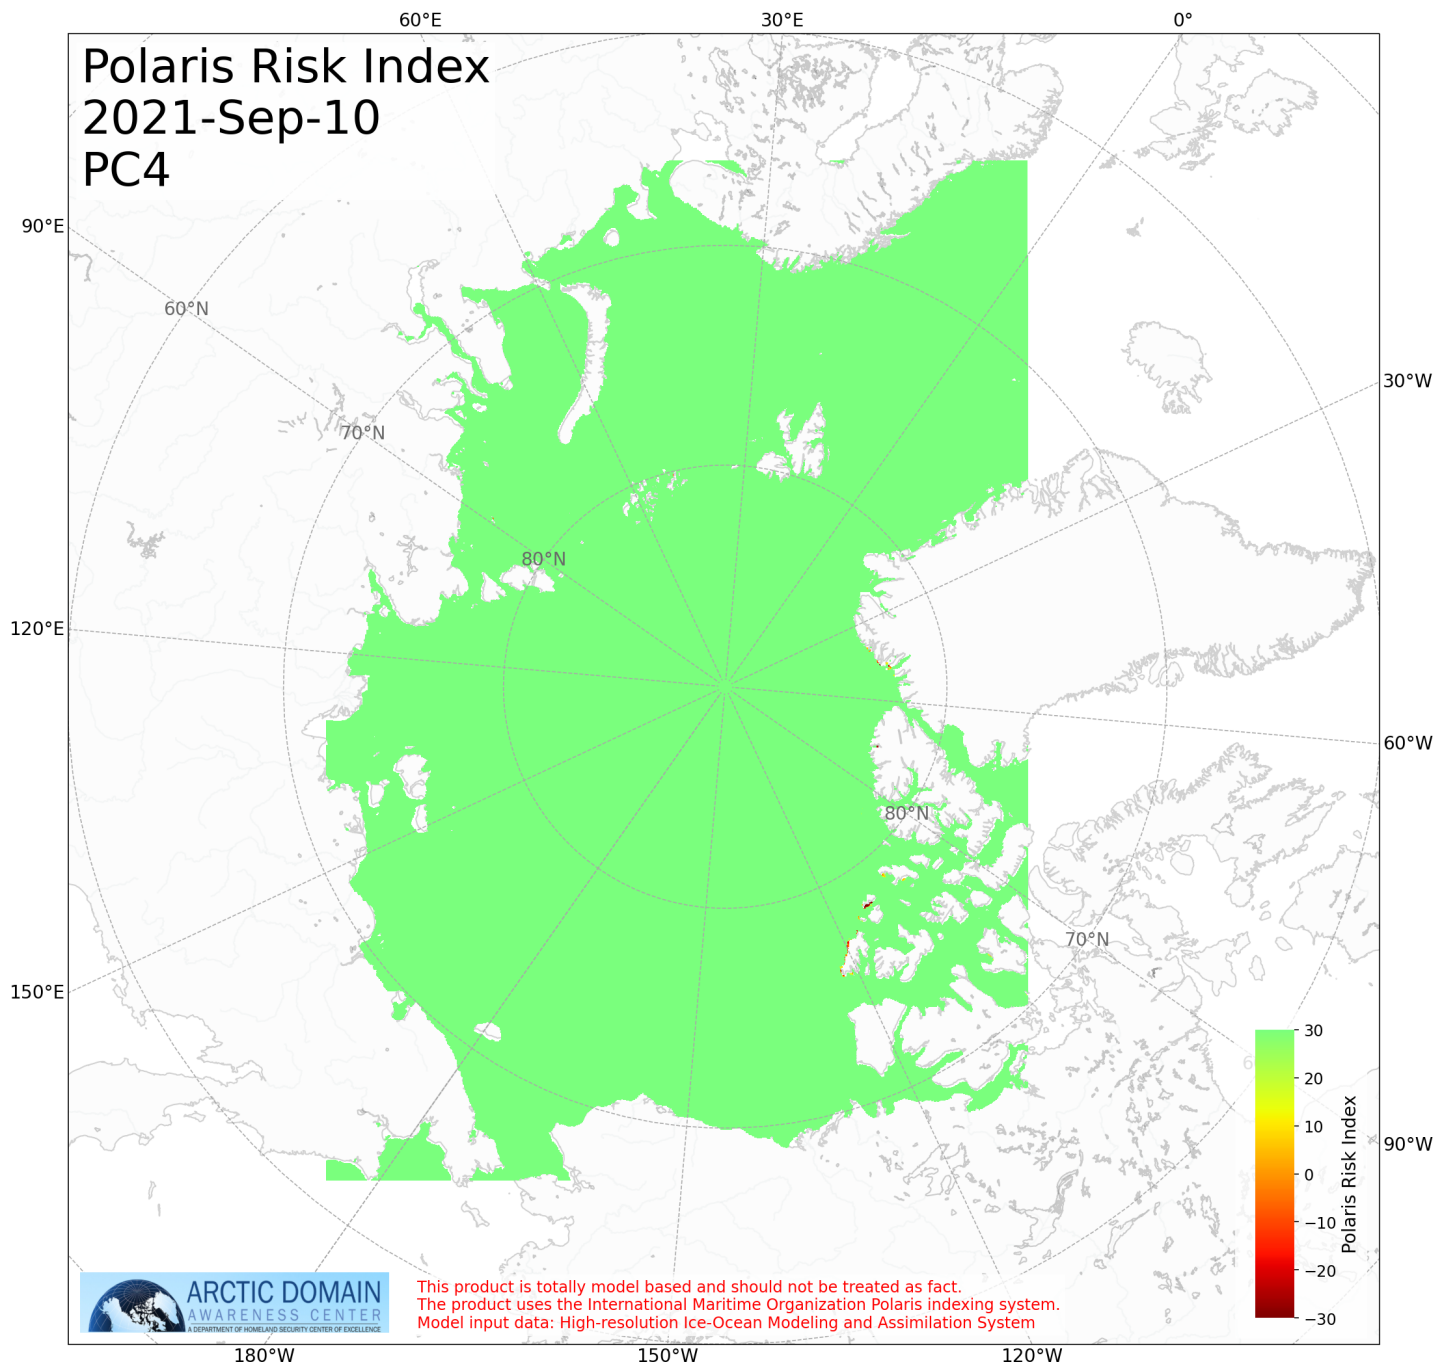 60°E 30°E 0°
Polaris Risk Index
2021-Sep-10
PC4
90°E
60°N
30°W
70°N
80°N
120°E
60°W
80°N
70°N
150°E
30
20
10
0
−10
−20
−30
Polaris Risk Index
90°W
ARCTIC DOMAIN
AWARENESS CENTER
A DEPARTMENT OF HOMELAND SECURITY CENTER OF EXCELLENCE
This product is totally model based and should not be treated as fact.
The product uses the International Maritime Organization Polaris indexing system.
Model input data: High-resolution Ice-Ocean Modeling and Assimilation System
180°W 150°W 120°W